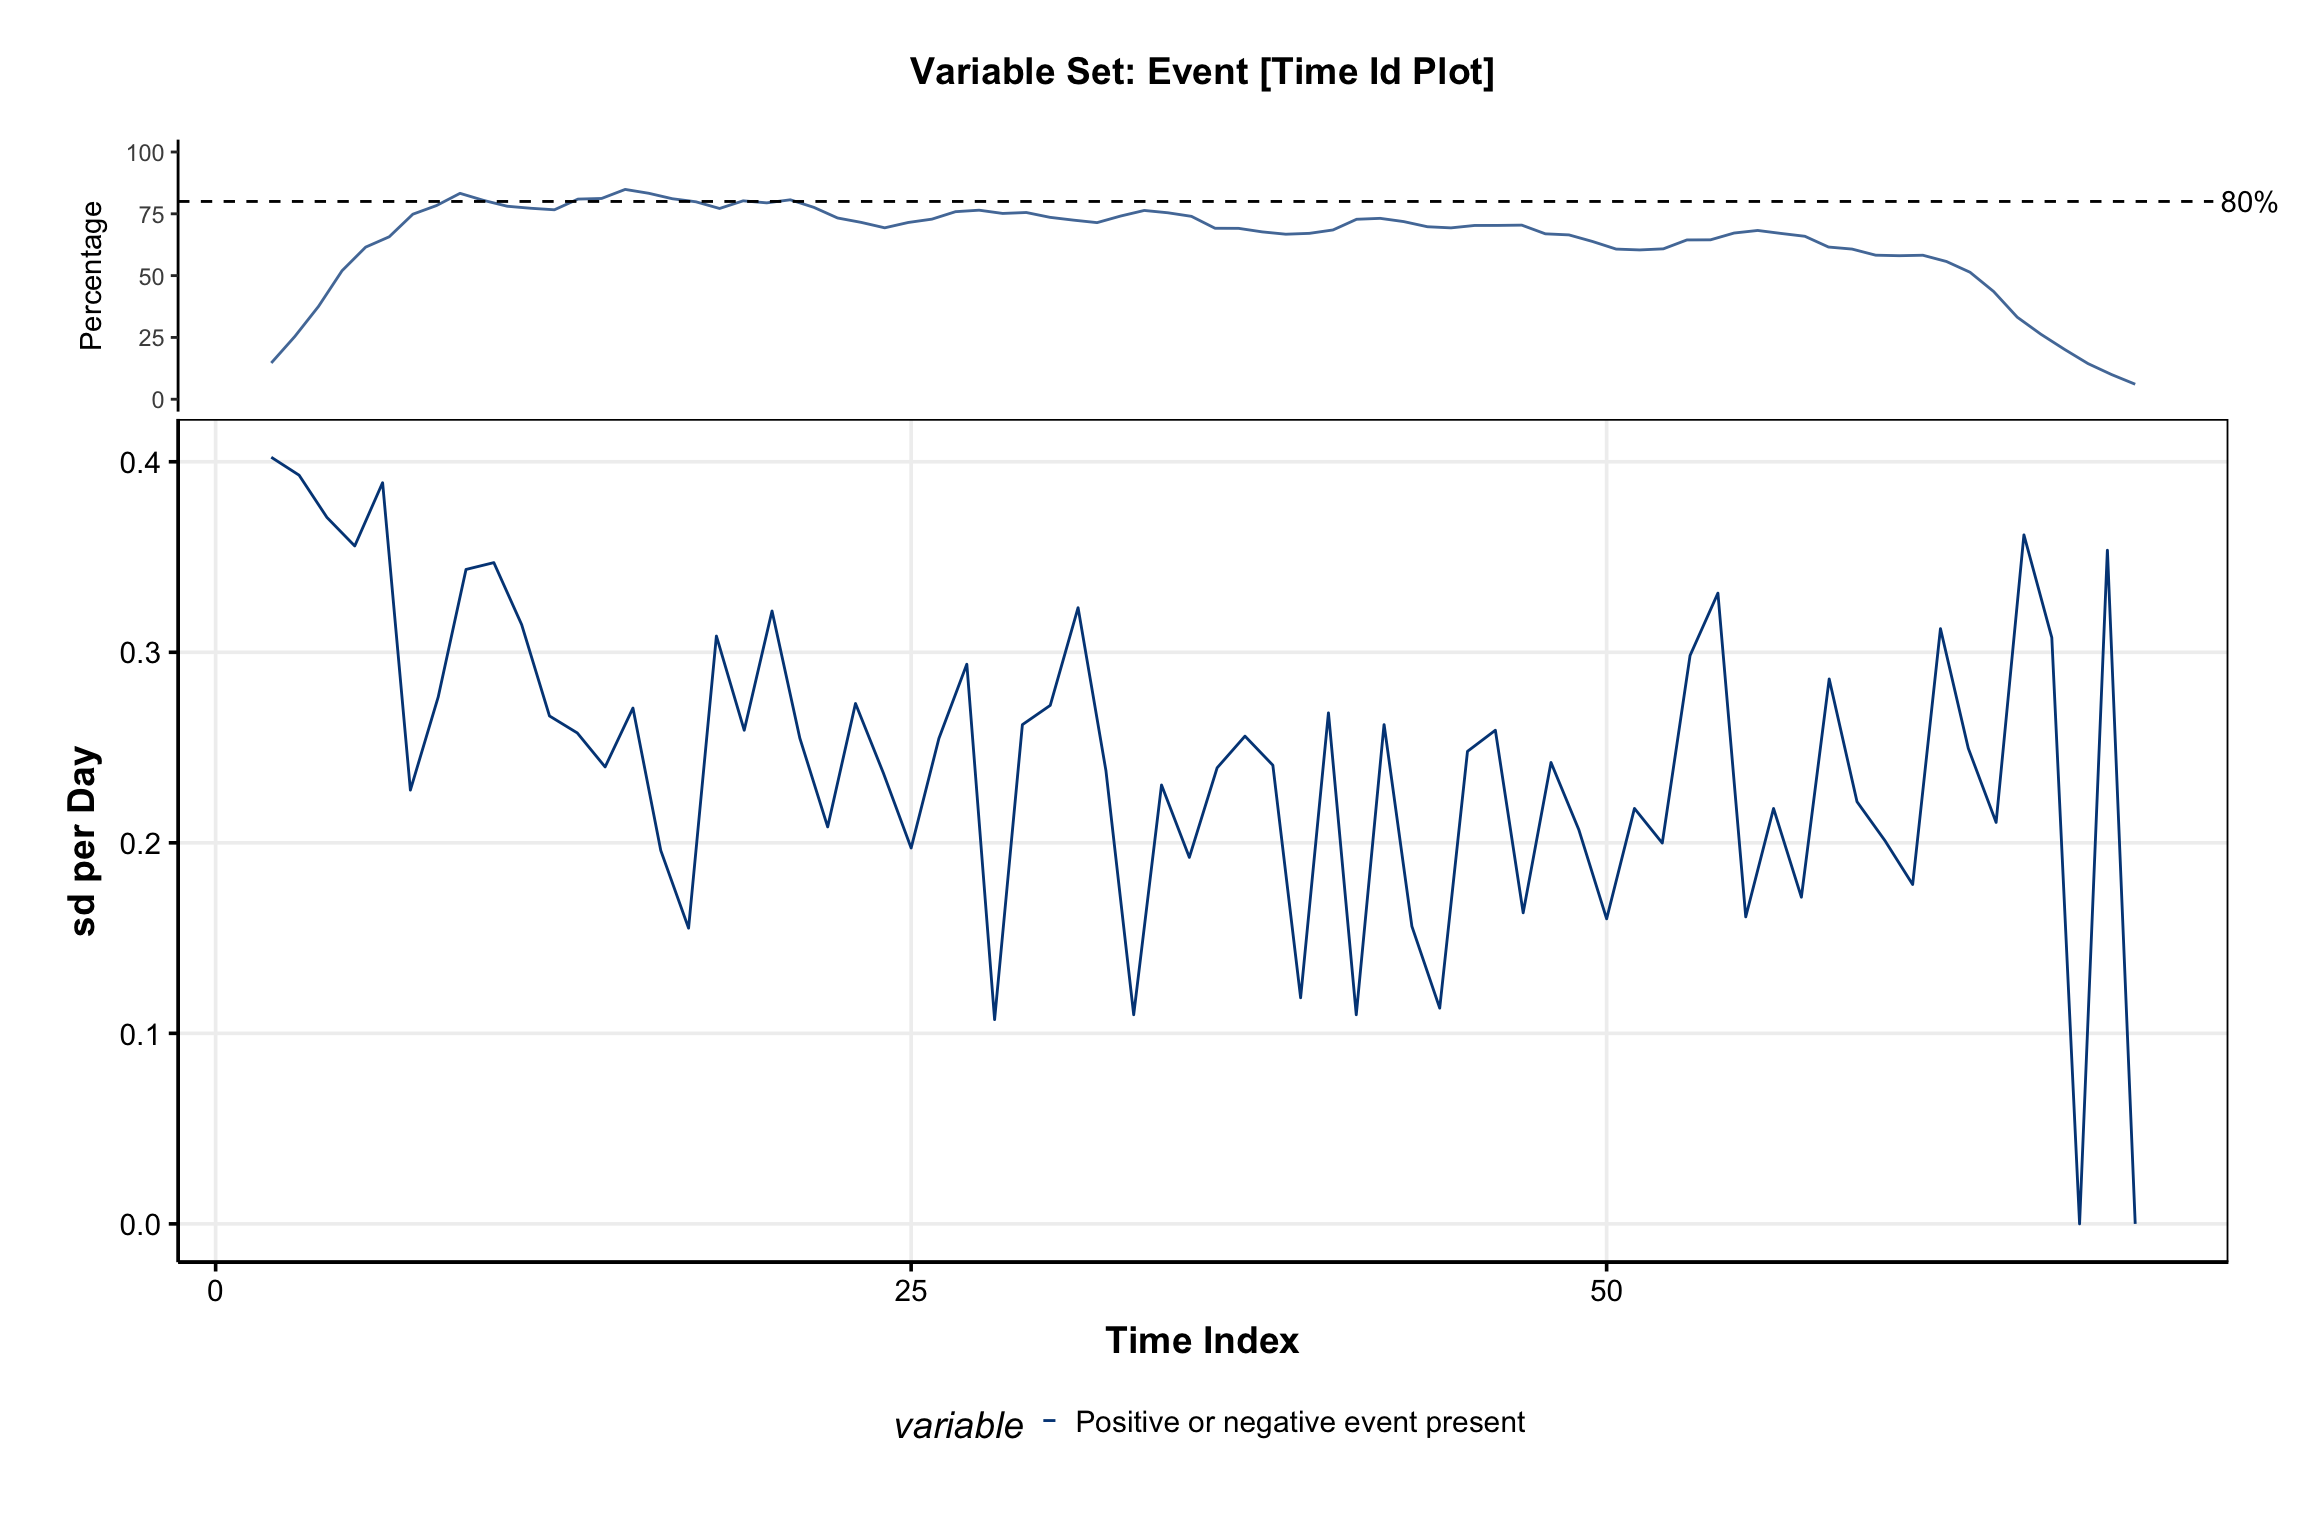 Variable Set: Event [Time Id Plot]
100
75
50
25
0
Percentage
80%
0.4
0.3
0.2
0.1
0.0
sd per Day
0 25 50
Time Index
variable Positive or negative event present